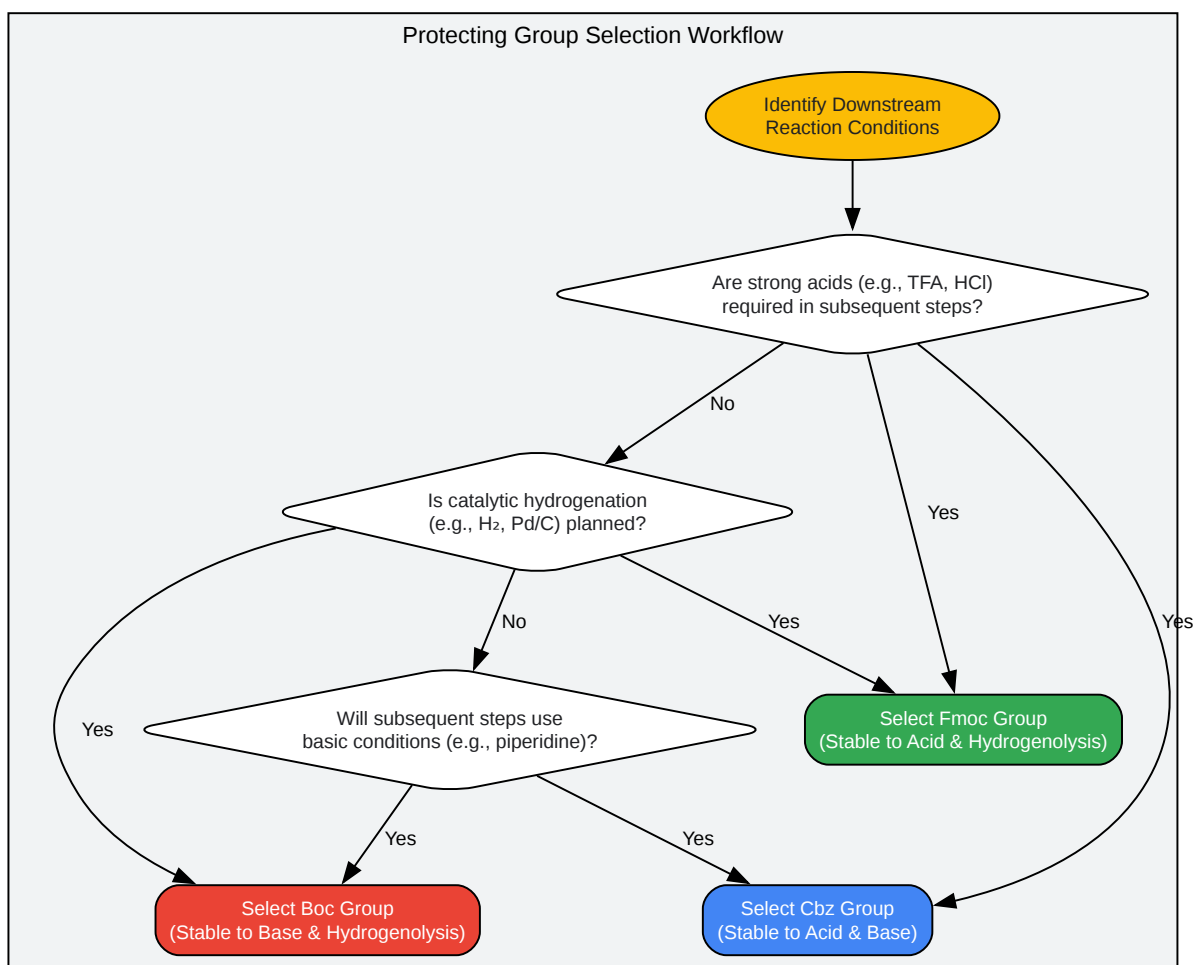 Protecting Group Selection Workflow
Identify Downstream
Reaction Conditions
Are strong acids (e.g., TFA, HCl)
required in subsequent steps?
No
Is catalytic hydrogenation
(e.g., H₂, Pd/C) planned?
Yes
No
Yes
Yes
Yes
Will subsequent steps use
basic conditions (e.g., piperidine)?
Yes
Yes
Select Fmoc Group
(Stable to Acid & Hydrogenolysis)
Select Boc Group
(Stable to Base & Hydrogenolysis)
Select Cbz Group
(Stable to Acid & Base)